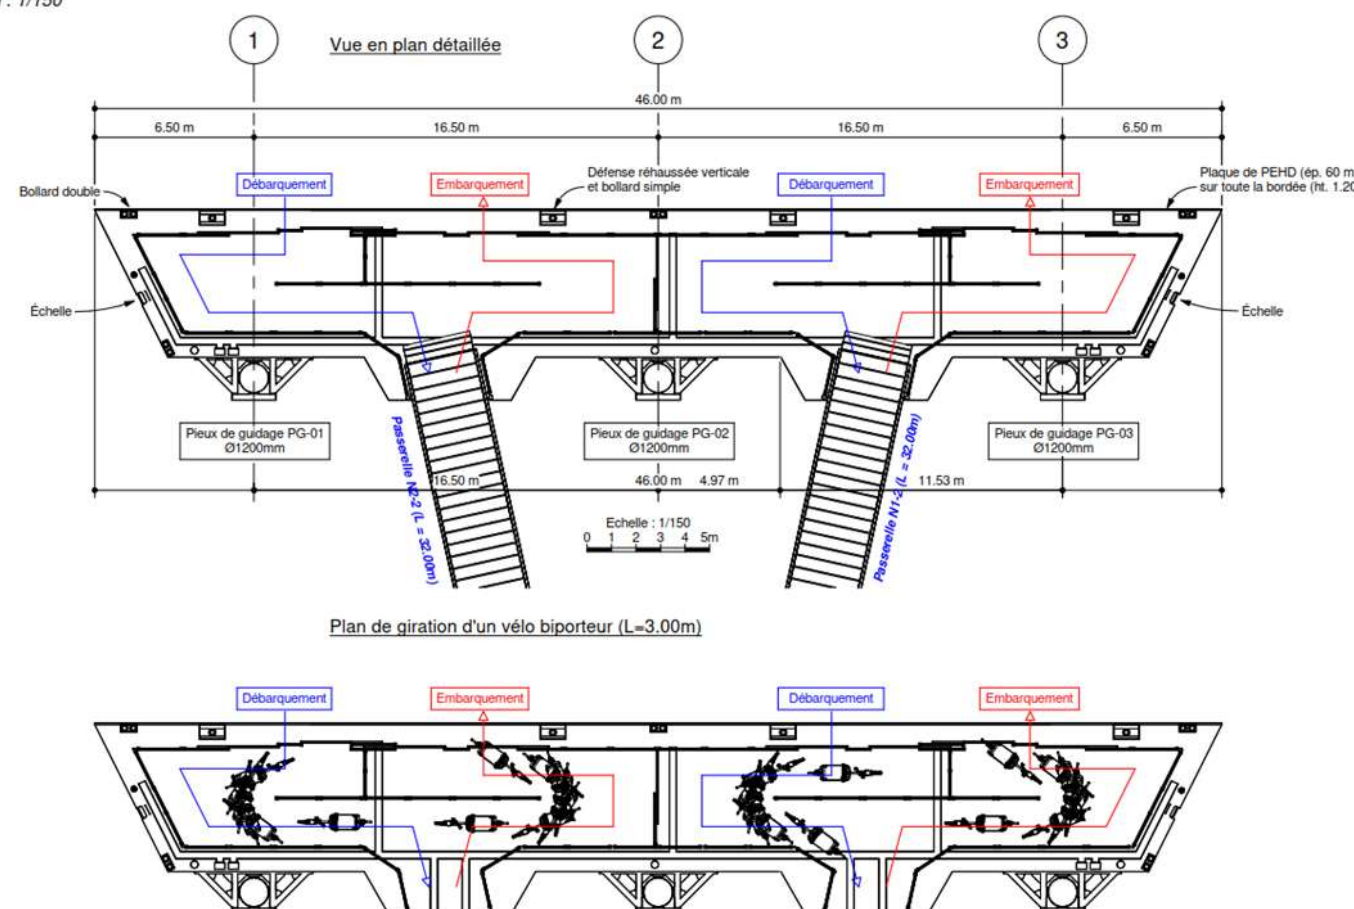 : 1/150
1
Vue en plan détaillée
2
3
46.00 m
6.50 m
16.50 m
16.50 m
6.50 m
Bollard double
Débarquement
Embarquement
Défense réhaussée verticale
et bollard simple
Débarquement
Embarquement
Plaque de PEHD (ép. 60 m
sur toute la bordée (ht. 1.20
Échelle
Échelle
Pieux de guidage PG-01
Ø1200mm
Passerelle N2-2 (L = 32.00m)
Pieux de guidage PG-02
Ø1200mm
Passerelle N1-2 (L = 32.00m)
Pieux de guidage PG-03
Ø1200mm
16.50 m
46.00 m
4.97 m
11.53 m
Echelle : 1/150
0 1 2 3 4 5m
Plan de giration d'un vélo biporteur (L=3.00m)
Débarquement
Embarquement
Débarquement
Embarquement